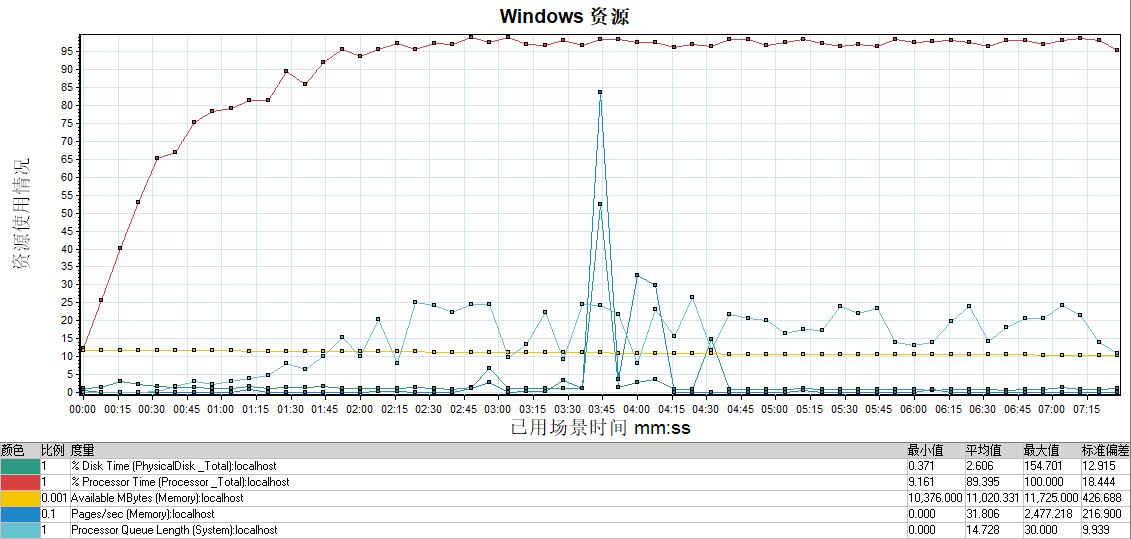 Windows 资源
资源使用情况
95
90
85
80
75
70
65
60
55
50
45
40
35
30
25
20
15
10
5
0
00:00 00:15 00:30 00:45 01:00 01:15 01:30 01:45 02:00 02:15 02:30 02:45 03:00 03:15 03:30 03:45 04:00 04:15 04:30 04:45 05:00 05:15 05:30 05:45 06:00 06:15 06:30 06:45 07:00 07:15
已用场景时间 mm:ss
颜色 比例 度量 最小值 平均值 最大值 标准偏差
1 % Disk Time (PhysicalDisk _Total):localhost 0.371 2.606 154.701 12.915
1 % Processor Time (Processor _Total):localhost 9.161 89.395 100.000 18.444
0.001 Available MBytes (Memory):localhost 10,376.000 11,020.331 11,725.000 426.688
0.1 Pages/sec (Memory):localhost 0.000 31.806 2,477.218 216.900
1 Processor Queue Length (System):localhost 0.000 14.728 30.000 9.939